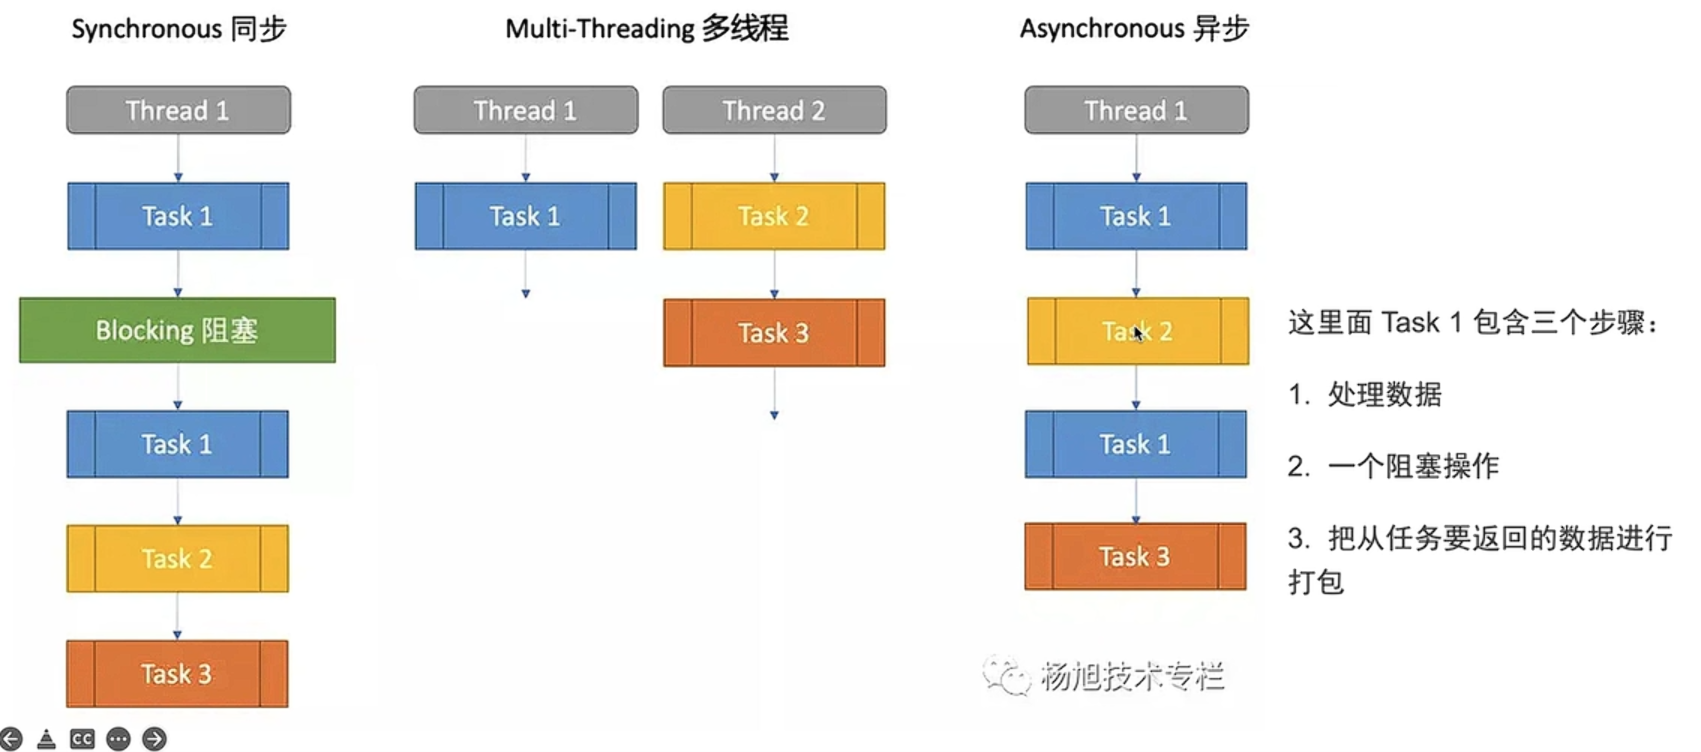 Synchronous 同步
Multi-Threading 多线程
Asynchronous 异步
Thread 1
Task 1
Blocking 阻塞
Task 1
Task 2
Task 3
Thread 1
Task 1
Thread 2
Task 2
Task 3
Thread 1
Task 1
Task 2
Task 1
Task 3
这里面 Task 1 包含三个步骤：
1. 处理数据
2. 一个阻塞操作
3. 把从任务要返回的数据进行
打包
杨旭技术专栏
CC